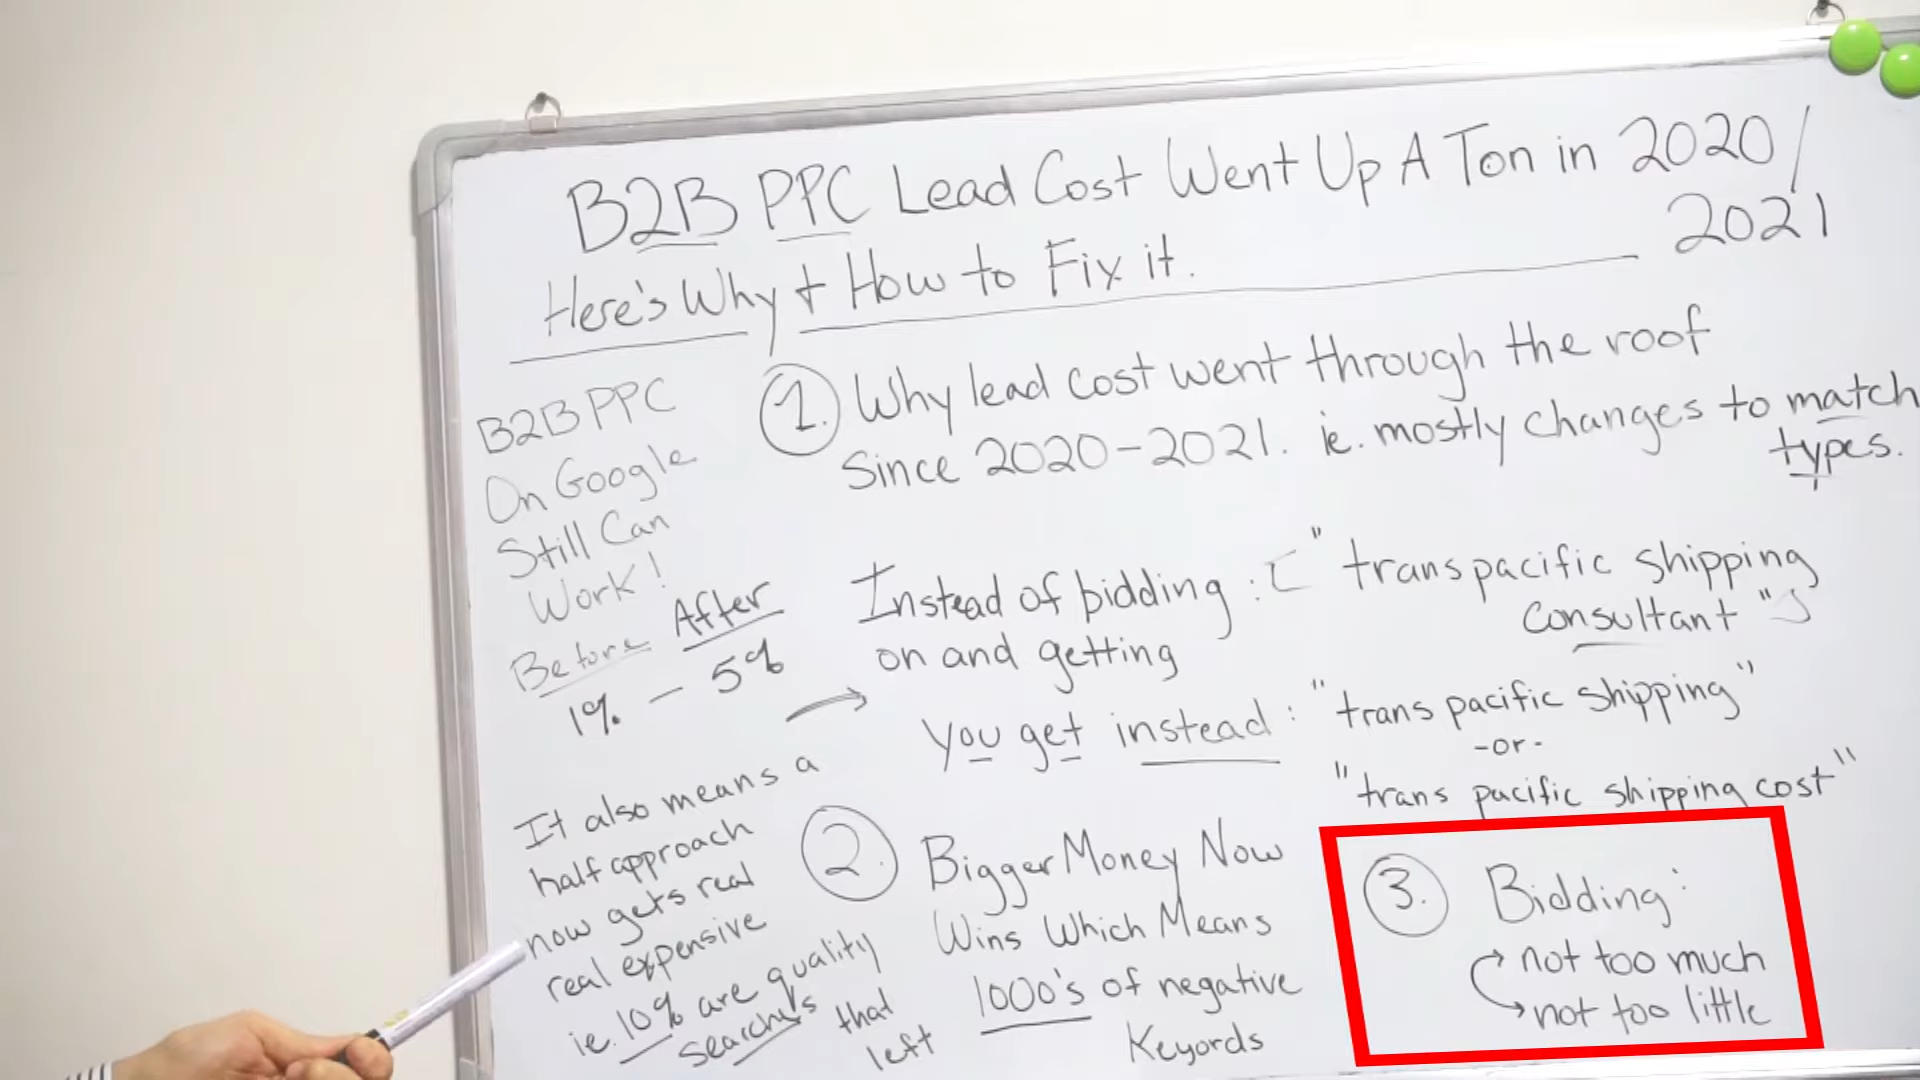 B2B PPC Lead Cost Went Up A Ton in 2020/
2021
Here's Why + How to Fix it.
B2B PPC
On Google
Still Can
Work!
Before After
1% - 5%
It also means a
half approach
now gets real
real expensive
ie. 10% are quality
searches that
left
1. Why lead cost went through the roof
Since 2020-2021. ie. mostly changes to match
types.
Instead of bidding: ["transpacific shipping
consultant"]
on and getting
You get instead: "trans pacific shipping"
-or-
"trans pacific shipping cost"
2. Bigger Money Now
Wins Which Means
1000's of negative
Keyords
3. Bidding:
not too much
not too little